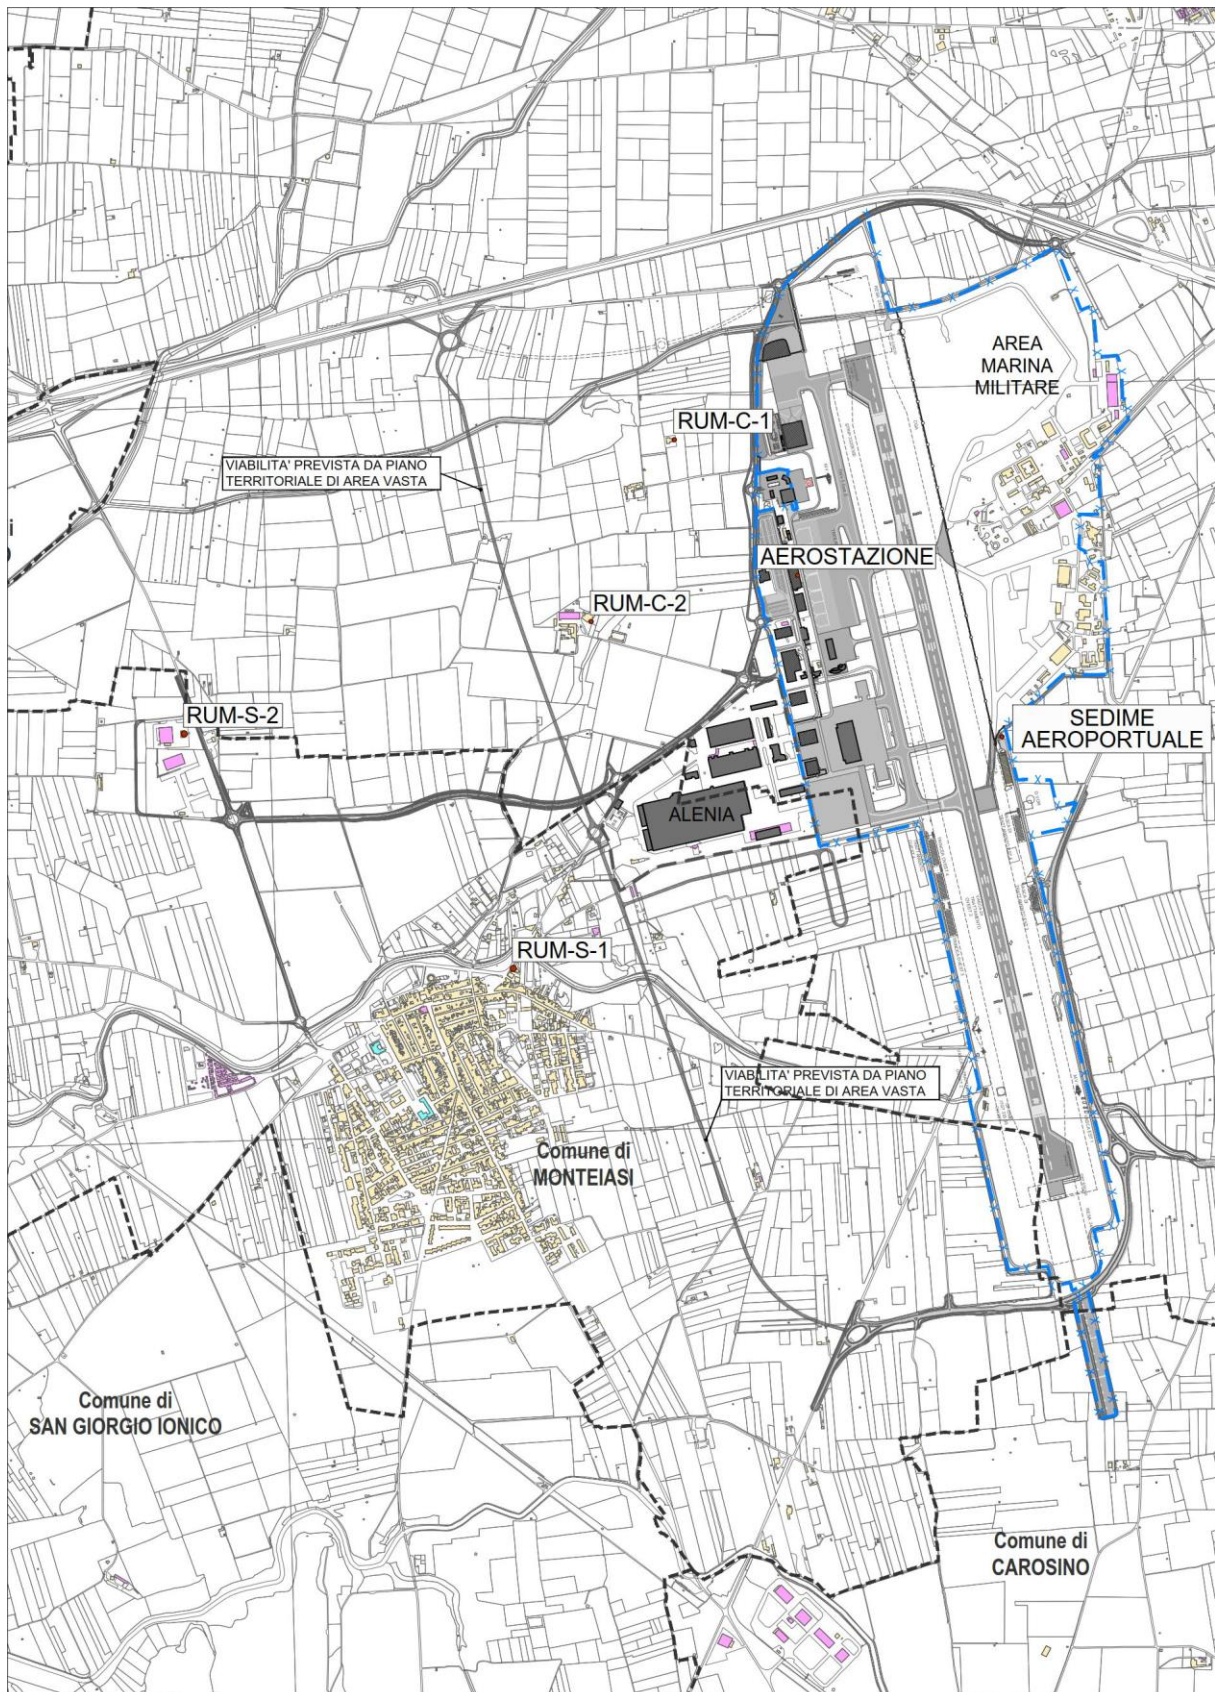 AREA
MARINA
MILITARE
RUM-C-1
VIABILITA' PREVISTA DA PIANO
TERRITORIALE DI AREA VASTA
AEROSTAZIONE
RUM-C-2
RUM-S-2
SEDIME
AEROPORTUALE
ALENIA
RUM-S-1
VIABILITA' PREVISTA DA PIANO
TERRITORIALE DI AREA VASTA
Comune di
MONTEIASI
Comune di
SAN GIORGIO IONICO
Comune di
CAROSINO